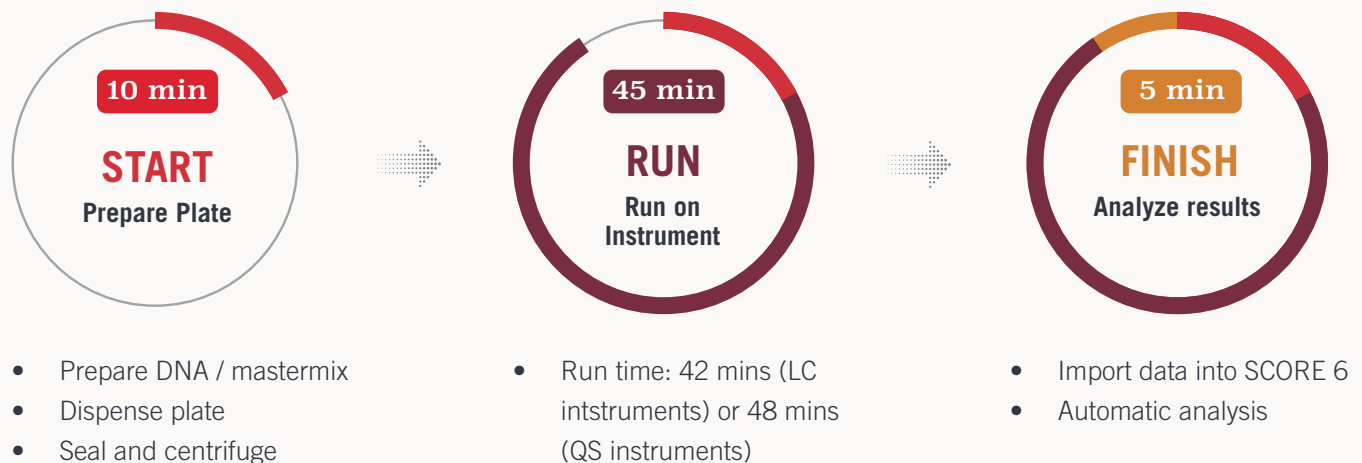 10 min
START
Prepare Plate
• Prepare DNA / mastermix
• Dispense plate
• Seal and centrifuge
45 min
RUN
Run on
Instrument
• Run time: 42 mins (LC
intstruments) or 48 mins
(QS instruments)
5 min
FINISH
Analyze results
• Import data into SCORE 6
• Automatic analysis